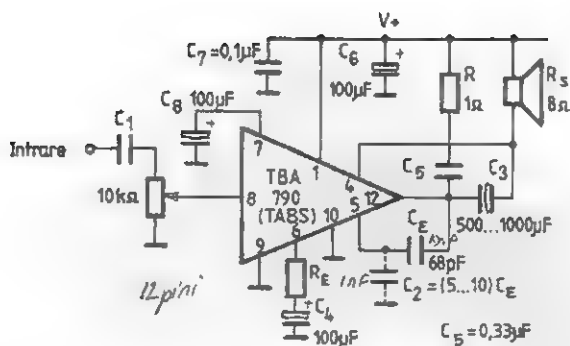 V+
C7 = 0,1µF
C6
100µF
R
1Ω
RS
8Ω
C8 100µF
C1
Intrare
10kΩ
7
TBA
790
(TABS)
8
1
4
12
5
6
10
9
C5
C3
500...1000µF
CE
68pF
1nF
C2 = (5...10) CE
RE
C4
100µF
12 pini
C5 = 0,33µF